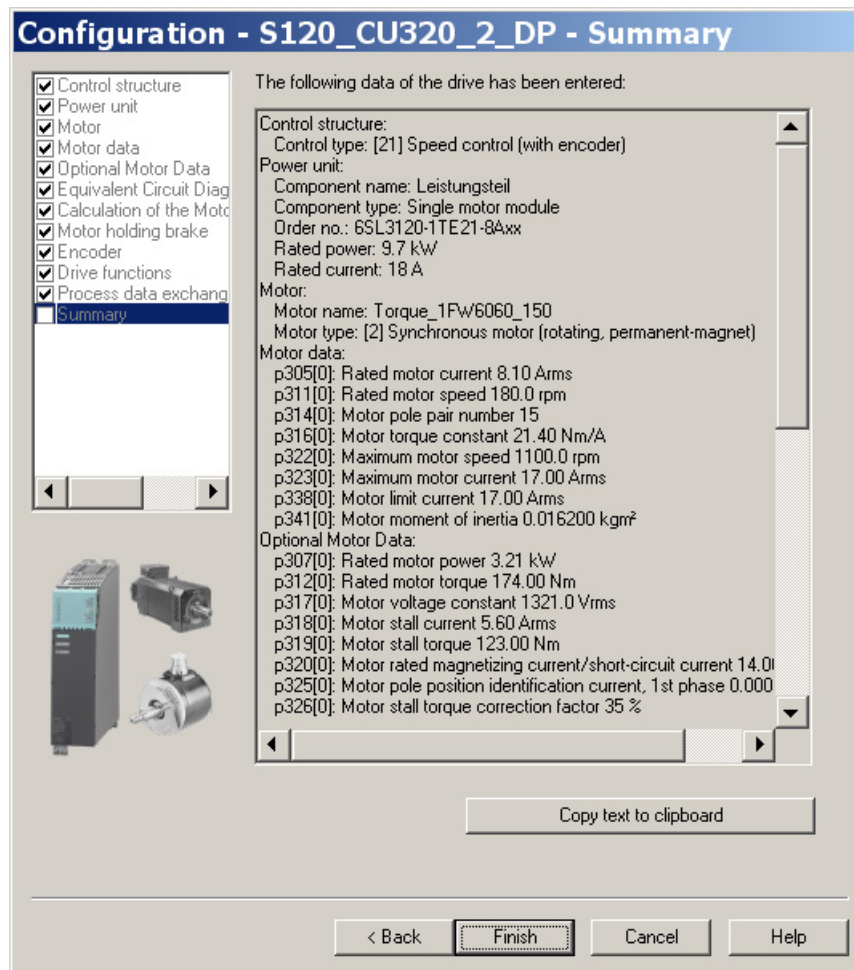 Configuration - S120_CU320_2_DP - Summary
Control structure
Power unit
Motor
Motor data
Optional Motor Data
Equivalent Circuit Diag
Calculation of the Moto
Motor holding brake
Encoder
Drive functions
Process data exchang
Summary
The following data of the drive has been entered:
Control structure:
Control type: [21] Speed control (with encoder)
Power unit:
Component name: Leistungsteil
Component type: Single motor module
Order no.: 6SL3120-1TE21-8Axx
Rated power: 9.7 kW
Rated current: 18 A
Motor:
Motor name: Torque_1FW6060_150
Motor type: [2] Synchronous motor (rotating, permanent-magnet)
Motor data:
p305[0]: Rated motor current 8.10 Arms
p311[0]: Rated motor speed 180.0 rpm
p314[0]: Motor pole pair number 15
p316[0]: Motor torque constant 21.40 Nm/A
p322[0]: Maximum motor speed 1100.0 rpm
p323[0]: Maximum motor current 17.00 Arms
p338[0]: Motor limit current 17.00 Arms
p341[0]: Motor moment of inertia 0.016200 kgm²
Optional Motor Data:
p307[0]: Rated motor power 3.21 kW
p312[0]: Rated motor torque 174.00 Nm
p317[0]: Motor voltage constant 1321.0 Vrms
p318[0]: Motor stall current 5.60 Arms
p319[0]: Motor stall torque 123.00 Nm
p320[0]: Motor rated magnetizing current/short-circuit current 14.0
p325[0]: Motor pole position identification current, 1st phase 0.000
p326[0]: Motor stall torque correction factor 35 %
Copy text to clipboard
< Back
Finish
Cancel
Help